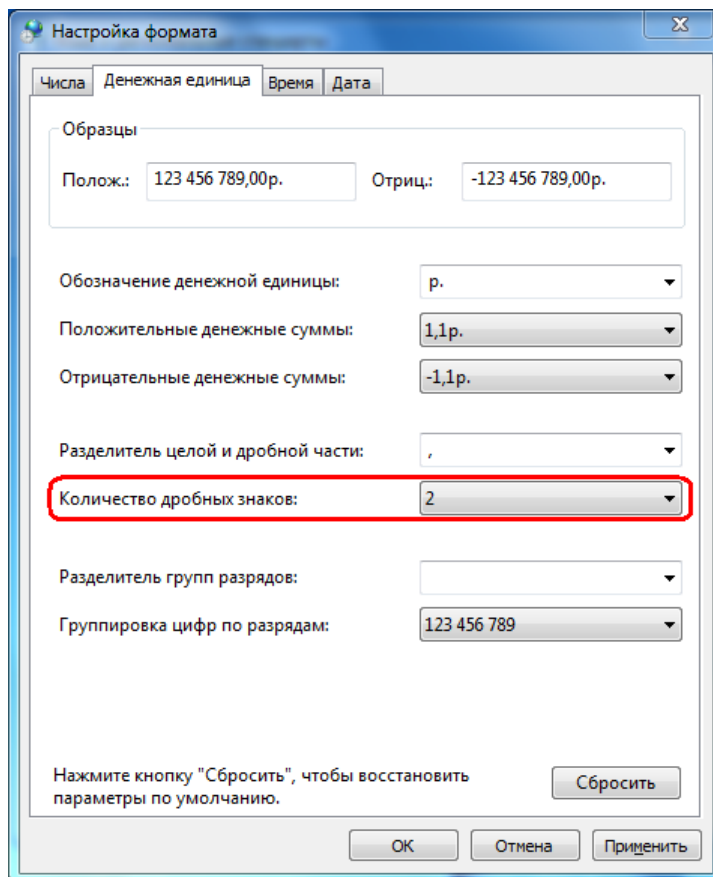 Настройка формата
Числа Денежная единица Время Дата
Образцы
Полож.: 123 456 789,00р. Отриц.: -123 456 789,00р.
Обозначение денежной единицы: р.
Положительные денежные суммы: 1,1р.
Отрицательные денежные суммы: -1,1р.
Разделитель целой и дробной части: ,
Количество дробных знаков: 2
Разделитель групп разрядов:
Группировка цифр по разрядам: 123 456 789
Нажмите кнопку "Сбросить", чтобы восстановить
параметры по умолчанию.
Сбросить
ОК Отмена Применить